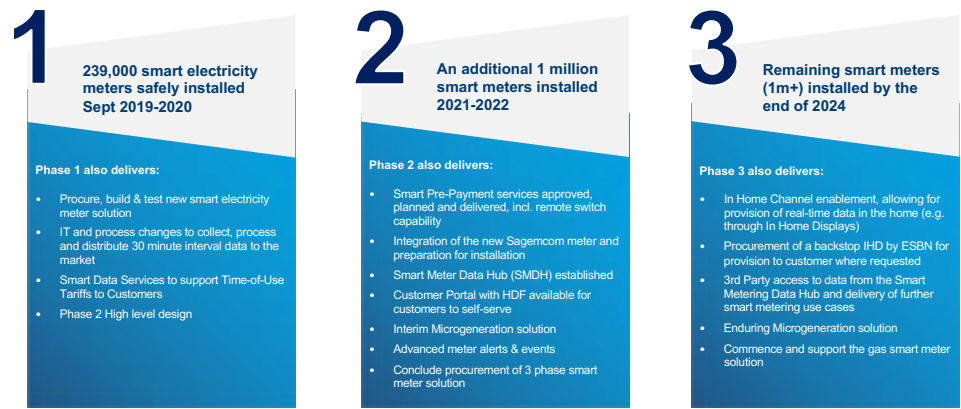 1
239,000 smart electricity
meters safely installed
Sept 2019-2020
Phase 1 also delivers:
• Procure, build & test new smart electricity
meter solution
• IT and process changes to collect, process
and distribute 30 minute interval data to the
market
• Smart Data Services to support Time-of-Use
Tariffs to Customers
• Phase 2 High level design
2
An additional 1 million
smart meters installed
2021-2022
Phase 2 also delivers:
• Smart Pre-Payment services approved,
planned and delivered, incl. remote switch
capability
• Integration of the new Sagemcom meter and
preparation for installation
• Smart Meter Data Hub (SMDH) established
• Customer Portal with HDF available for
customers to self-serve
• Interim Microgeneration solution
• Advanced meter alerts & events
• Conclude procurement of 3 phase smart
meter solution
3
Remaining smart meters
(1m+) installed by the
end of 2024
Phase 3 also delivers:
• In Home Channel enablement, allowing for
provision of real-time data in the home (e.g.
through In Home Displays)
• Procurement of a backstop IHD by ESBN for
provision to customer where requested
• 3rd Party access to data from the Smart
Metering Data Hub and delivery of further
smart metering use cases
• Enduring Microgeneration solution
• Commence and support the gas smart meter
solution